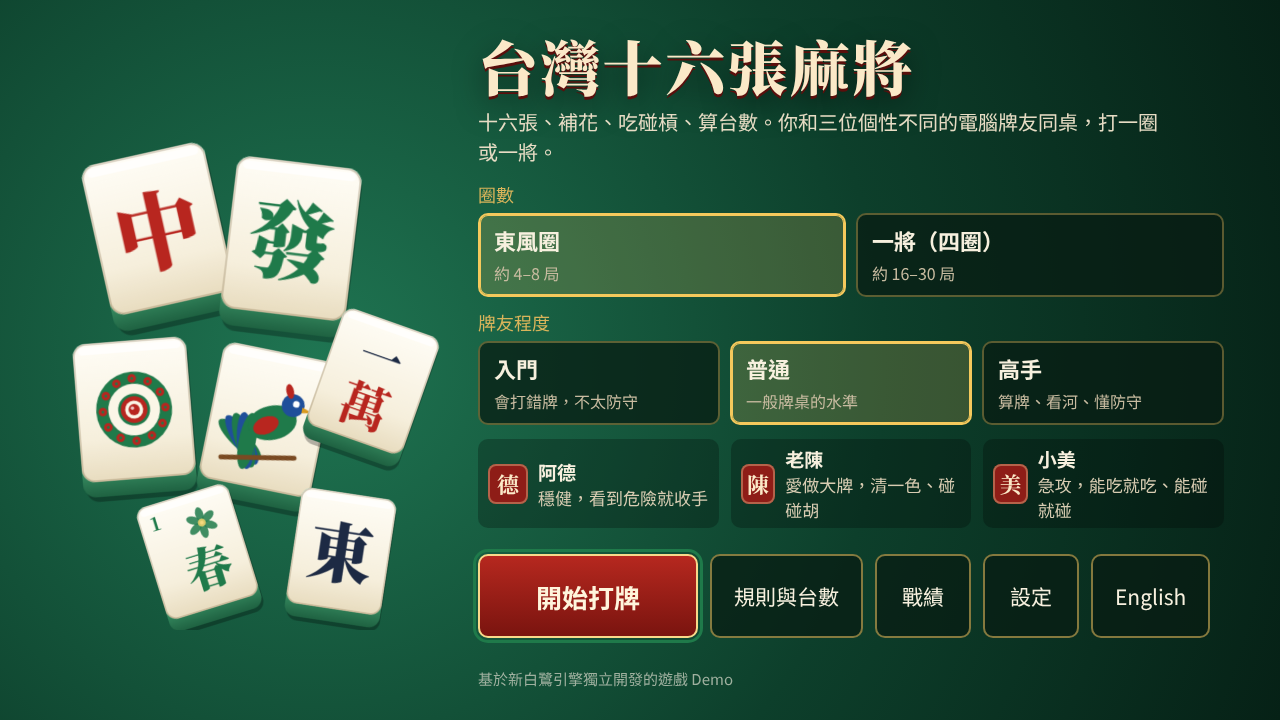 台灣十六張麻將
十六張、補花、吃碰槓、算台數。你和三位個性不同的電腦牌友同桌，打一圈
或一將。
圈數
東風圈
約 4–8 局
一將（四圈）
約 16–30 局
牌友程度
入門
會打錯牌，不太防守
普通
一般牌桌的水準
高手
算牌、看河、懂防守
德
阿德
穩健，看到危險就收手
陳
老陳
愛做大牌，清一色、碰
碰胡
美
小美
急攻，能吃就吃、能碰
就碰
開始打牌
規則與台數
戰績
設定
English
基於新白鷺引擎獨立開發的遊戲 Demo
中
發
一
萬
1
春
東